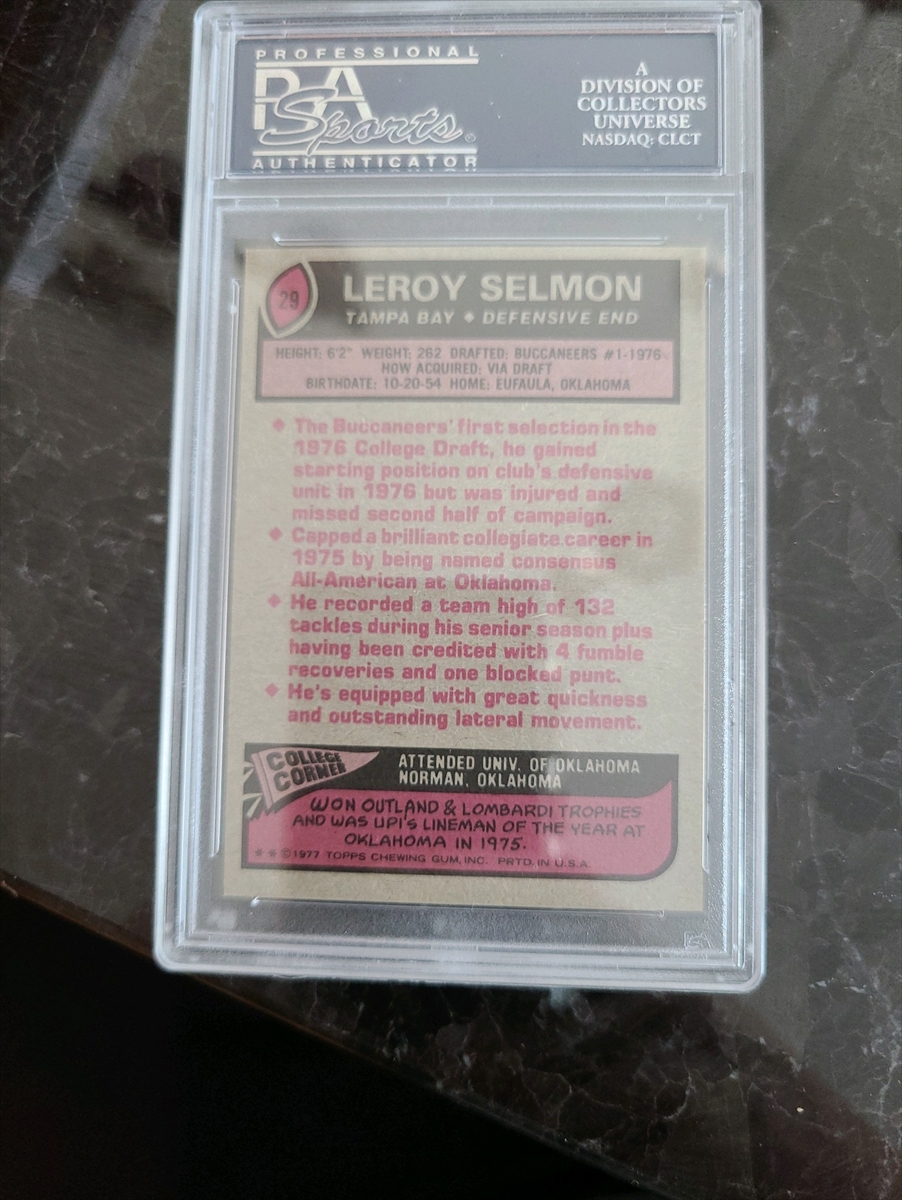 PROFESSIONAL
PSA
Sports®
AUTHENTICATOR
A
DIVISION OF
COLLECTORS
UNIVERSE
NASDAQ: CLCT
29
LEROY SELMON
TAMPA BAY ◆ DEFENSIVE END
HEIGHT: 6'2" WEIGHT: 262 DRAFTED: BUCCANEERS #1-1976
HOW ACQUIRED: VIA DRAFT
BIRTHDATE: 10-20-54 HOME: EUFAULA, OKLAHOMA
◆ The Buccaneers' first selection in the
1976 College Draft, he gained
starting position on club's defensive
unit in 1976 but was injured and
missed second half of campaign.
◆ Capped a brilliant collegiate career in
1975 by being named consensus
All-American at Oklahoma.
◆ He recorded a team high of 132
tackles during his senior season plus
having been credited with 4 fumble
recoveries and one blocked punt.
◆ He's equipped with great quickness
and outstanding lateral movement.
COLLEGE
CORNER
ATTENDED UNIV. OF OKLAHOMA
NORMAN, OKLAHOMA
WON OUTLAND & LOMBARDI TROPHIES
AND WAS UPI'S LINEMAN OF THE YEAR AT
OKLAHOMA IN 1975.
★★©1977 TOPPS CHEWING GUM, INC. PRTD. IN U.S.A.